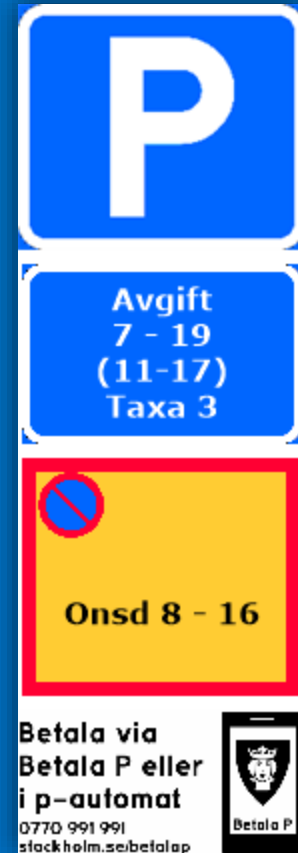 P
Avgift
7 - 19
(11-17)
Taxa 3
Onsd 8 - 16
Betala via
Betala P eller
i p-automat
0770 991 991
stockholm.se/betalap
Betala P